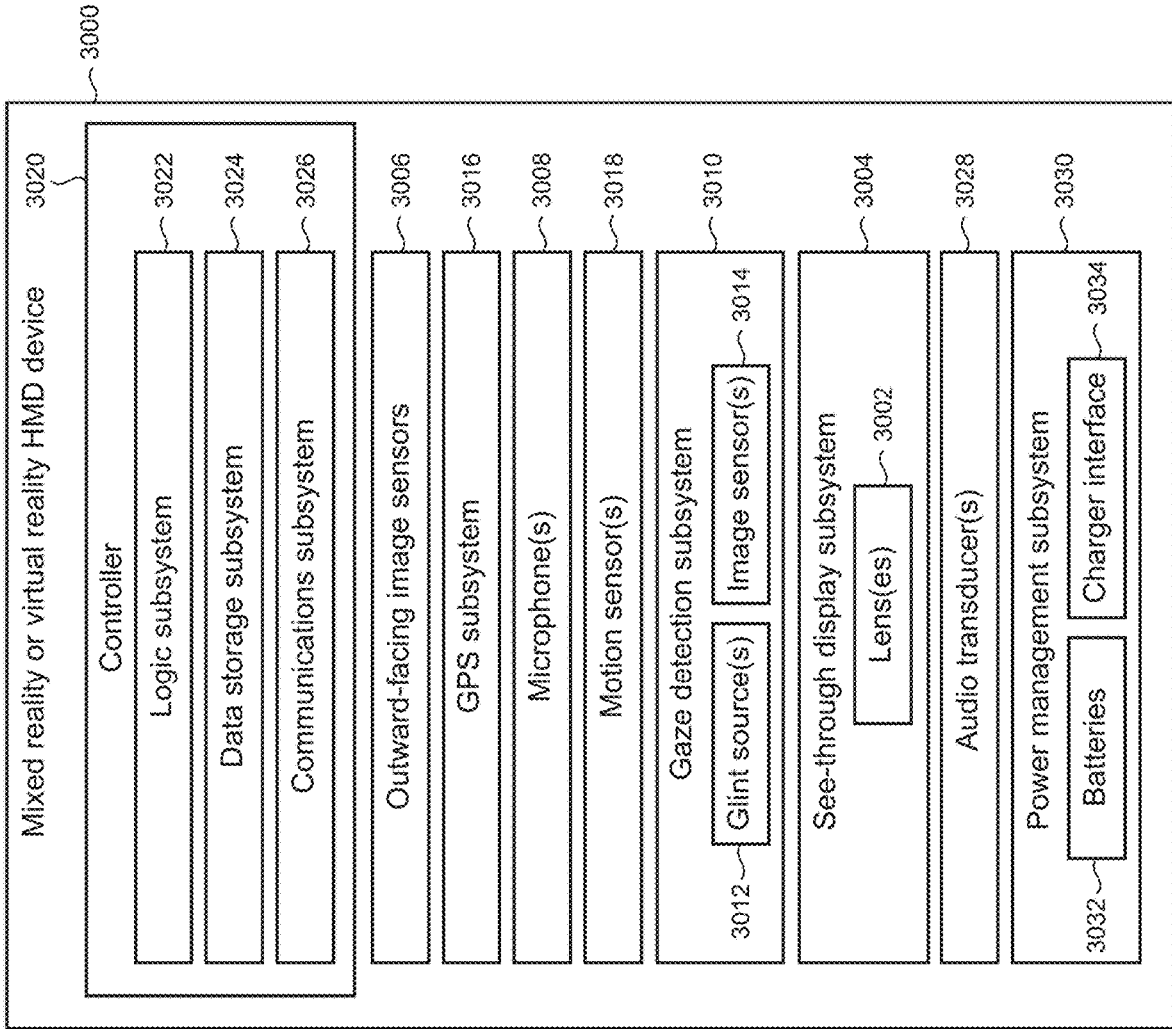 3000
Mixed reality or virtual reality HMD device
3020
Controller
Logic subsystem
3022
Data storage subsystem
3024
Communications subsystem
3026
Outward-facing image sensors
3006
GPS subsystem
3016
Microphone(s)
3008
Motion sensor(s)
3018
Gaze detection subsystem
3010
3012
Glint source(s)
Image sensor(s)
3014
See-through display subsystem
3004
Lens(es)
3002
Audio transducer(s)
3028
Power management subsystem
3030
3032
Batteries
Charger interface
3034